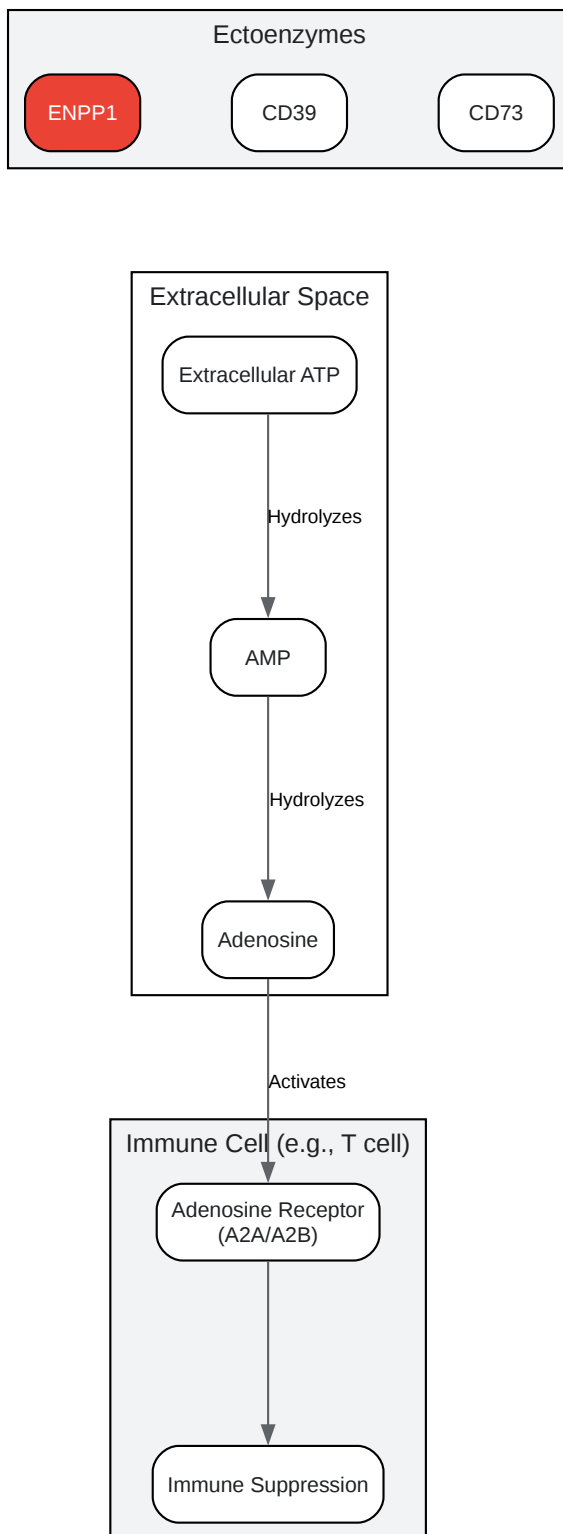 Ectoenzymes
ENPP1
CD39
CD73
Extracellular Space
Extracellular ATP
Hydrolyzes
AMP
Hydrolyzes
Adenosine
Activates
Immune Cell (e.g., T cell)
Adenosine Receptor
(A2A/A2B)
Immune Suppression